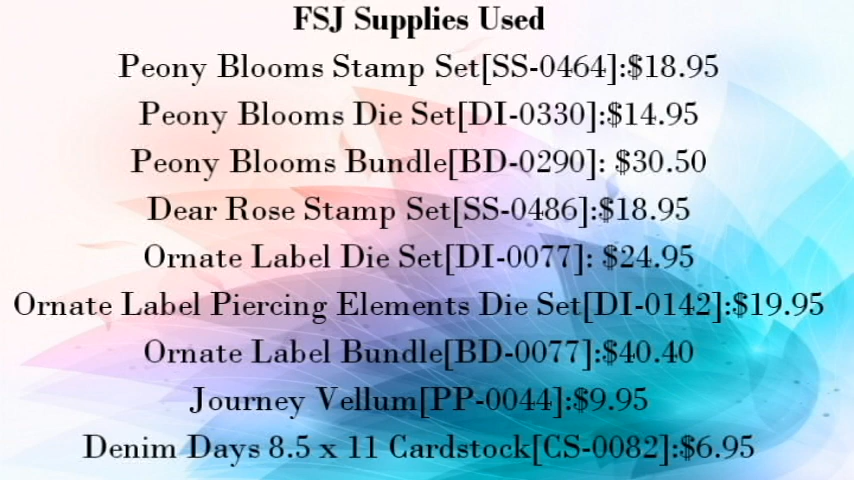 FSJ Supplies Used
Peony Blooms Stamp Set[SS-0464]:$18.95
Peony Blooms Die Set[DI-0330]:$14.95
Peony Blooms Bundle[BD-0290]: $30.50
Dear Rose Stamp Set[SS-0486]:$18.95
Ornate Label Die Set[DI-0077]: $24.95
Ornate Label Piercing Elements Die Set[DI-0142]:$19.95
Ornate Label Bundle[BD-0077]:$40.40
Journey Vellum[PP-0044]:$9.95
Denim Days 8.5 x 11 Cardstock[CS-0082]:$6.95